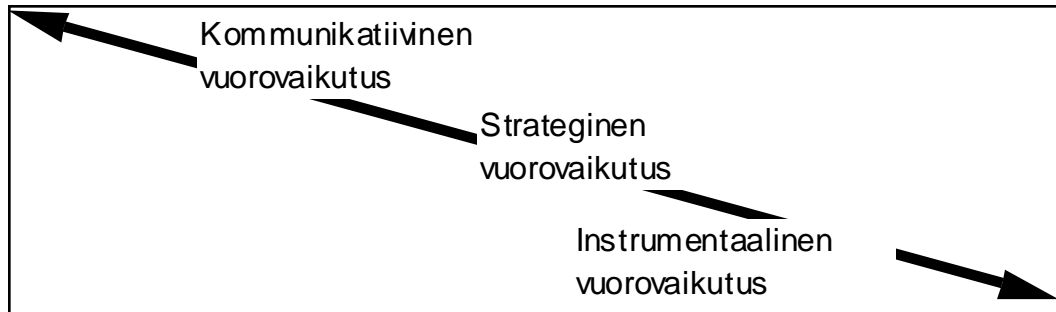 Kommunikatiivinen
vuorovaikutus
Strateginen
vuorovaikutus
Instrumentaalinen
vuorovaikutus